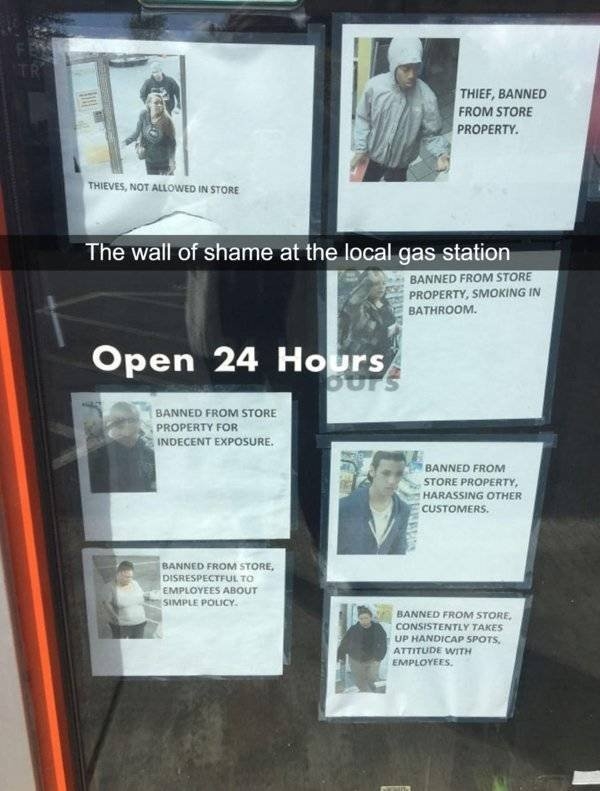 THIEVES, NOT ALLOWED IN STORE
THIEF, BANNED
FROM STORE
PROPERTY.
The wall of shame at the local gas station
BANNED FROM STORE
PROPERTY, SMOKING IN
BATHROOM.
Open 24 Hours
BANNED FROM STORE
PROPERTY FOR
INDECENT EXPOSURE.
BANNED FROM
STORE PROPERTY,
HARASSING OTHER
CUSTOMERS.
BANNED FROM STORE,
DISRESPECTFUL TO
EMPLOYEES ABOUT
SIMPLE POLICY.
BANNED FROM STORE,
CONSISTENTLY TAKES
UP HANDICAP SPOTS,
ATTITUDE WITH
EMPLOYEES.